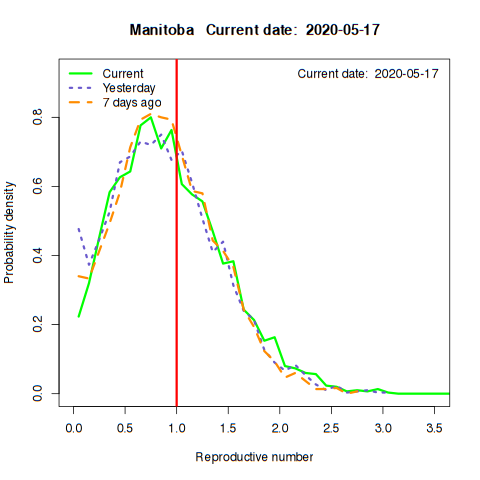 Manitoba   Current date:  2020-05-17
Current date:  2020-05-17
Current
Yesterday
7 days ago
Probability density
0.8
0.6
0.4
0.2
0.0
0.0 0.5 1.0 1.5 2.0 2.5 3.0 3.5
Reproductive number